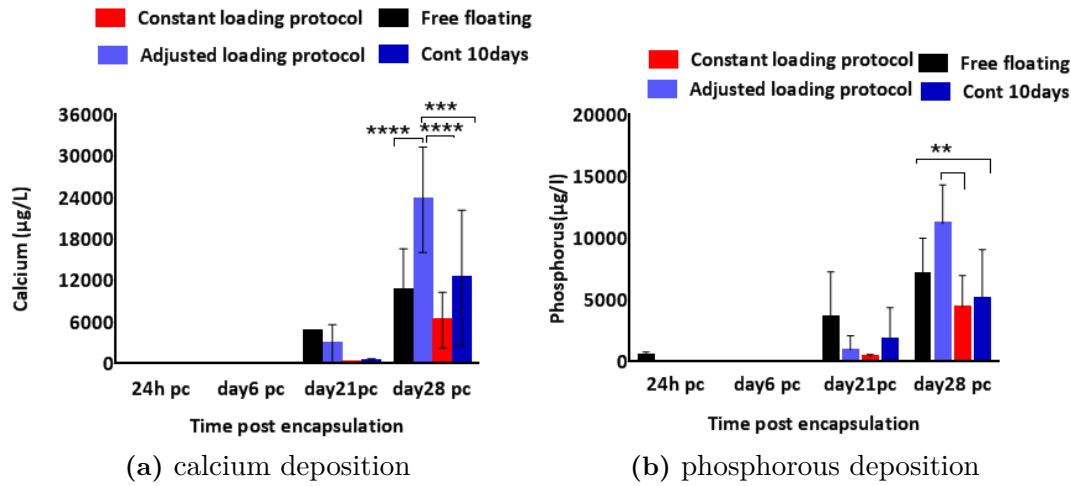 Constant loading protocol Free floating
Adjusted loading protocol Cont 10days
36000
30000
24000
18000
12000
6000
0
Calcium (µg/L)
***
**** ****
24h pc day6 pc day21pc day28 pc
Time post encapsulation
(a) calcium deposition
Constant loading protocol Free floating
Adjusted loading protocol Cont 10days
20000
15000
10000
5000
0
Phosphorus(µg/l)
**
24h pc day6 pc day21pc day28 pc
Time post encapsulation
(b) phosphorous deposition